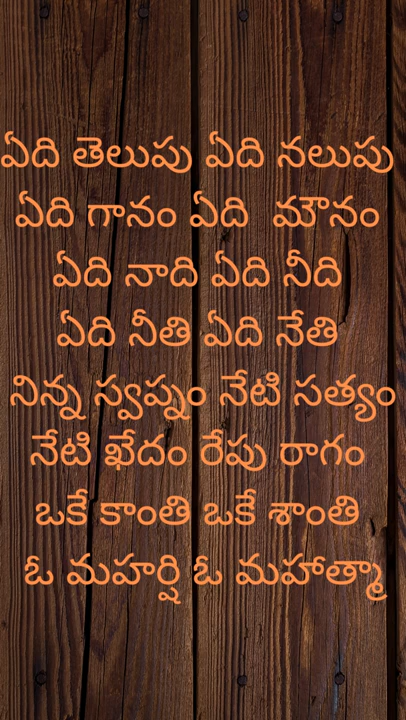 ఏది తెలుపు ఏది నలుపు
ఏది గానం ఏది మౌనం
ఏది నాది ఏది నీది
ఏది నీతి ఏది నేతి
నిన్న స్వప్నం నేటి సత్యం
నేటి ఖేదం రేపు రాగం
ఒకే కాంతి ఒకే శాంతి
ఓ మహర్షి ఓ మహాత్మా